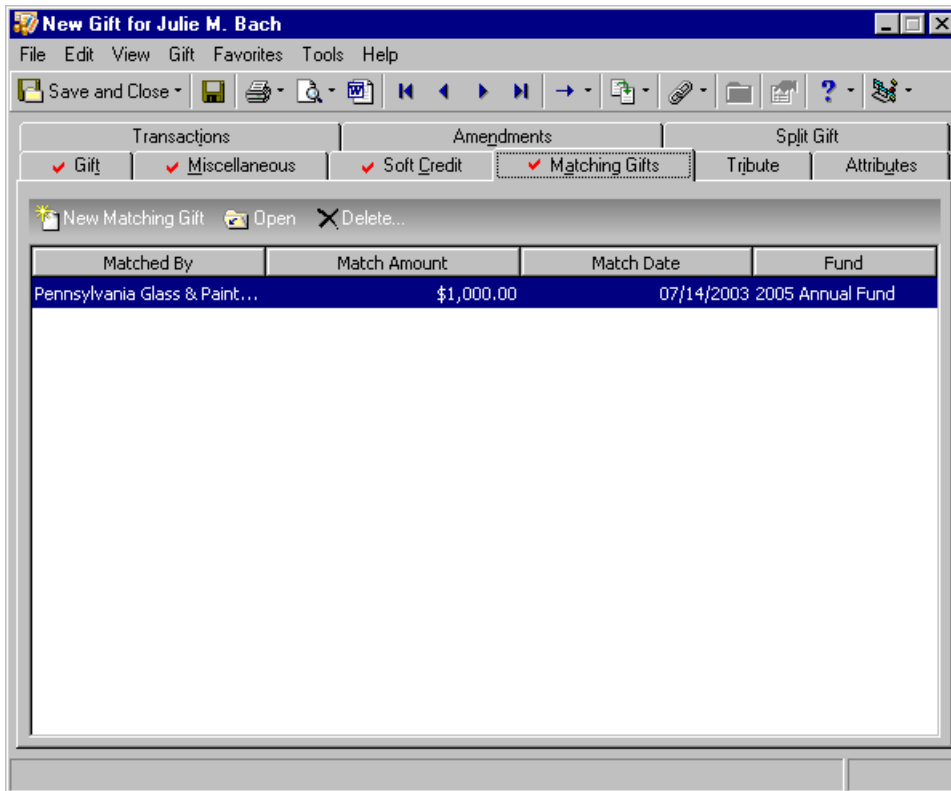 New Gift for Julie M. Bach
File Edit View Gift Favorites Tools Help
Save and Close
Transactions Amendments Split Gift
Gift Miscellaneous Soft Credit Matching Gifts Tribute Attributes
New Matching Gift Open Delete...
Matched By Match Amount Match Date Fund
Pennsylvania Glass & Paint... $1,000.00 07/14/2003 2005 Annual Fund